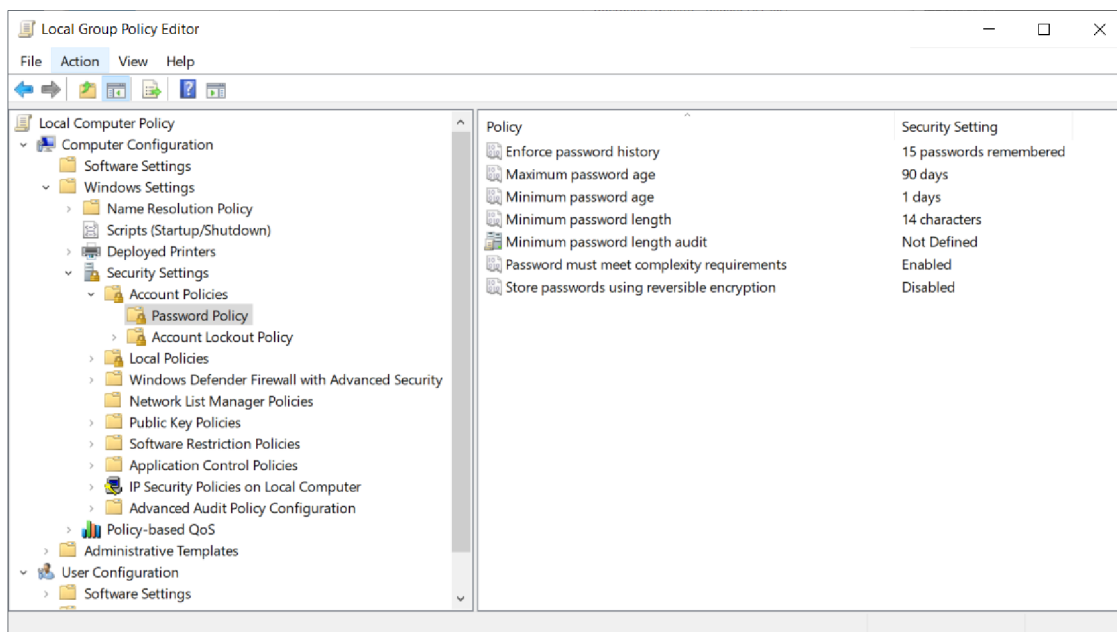 Local Group Policy Editor
File Action View Help
Local Computer Policy
Computer Configuration
Software Settings
Windows Settings
Name Resolution Policy
Scripts (Startup/Shutdown)
Deployed Printers
Security Settings
Account Policies
Password Policy
Account Lockout Policy
Local Policies
Windows Defender Firewall with Advanced Security
Network List Manager Policies
Public Key Policies
Software Restriction Policies
Application Control Policies
IP Security Policies on Local Computer
Advanced Audit Policy Configuration
Policy-based QoS
Administrative Templates
User Configuration
Software Settings
Policy Security Setting
Enforce password history 15 passwords remembered
Maximum password age 90 days
Minimum password age 1 days
Minimum password length 14 characters
Minimum password length audit Not Defined
Password must meet complexity requirements Enabled
Store passwords using reversible encryption Disabled